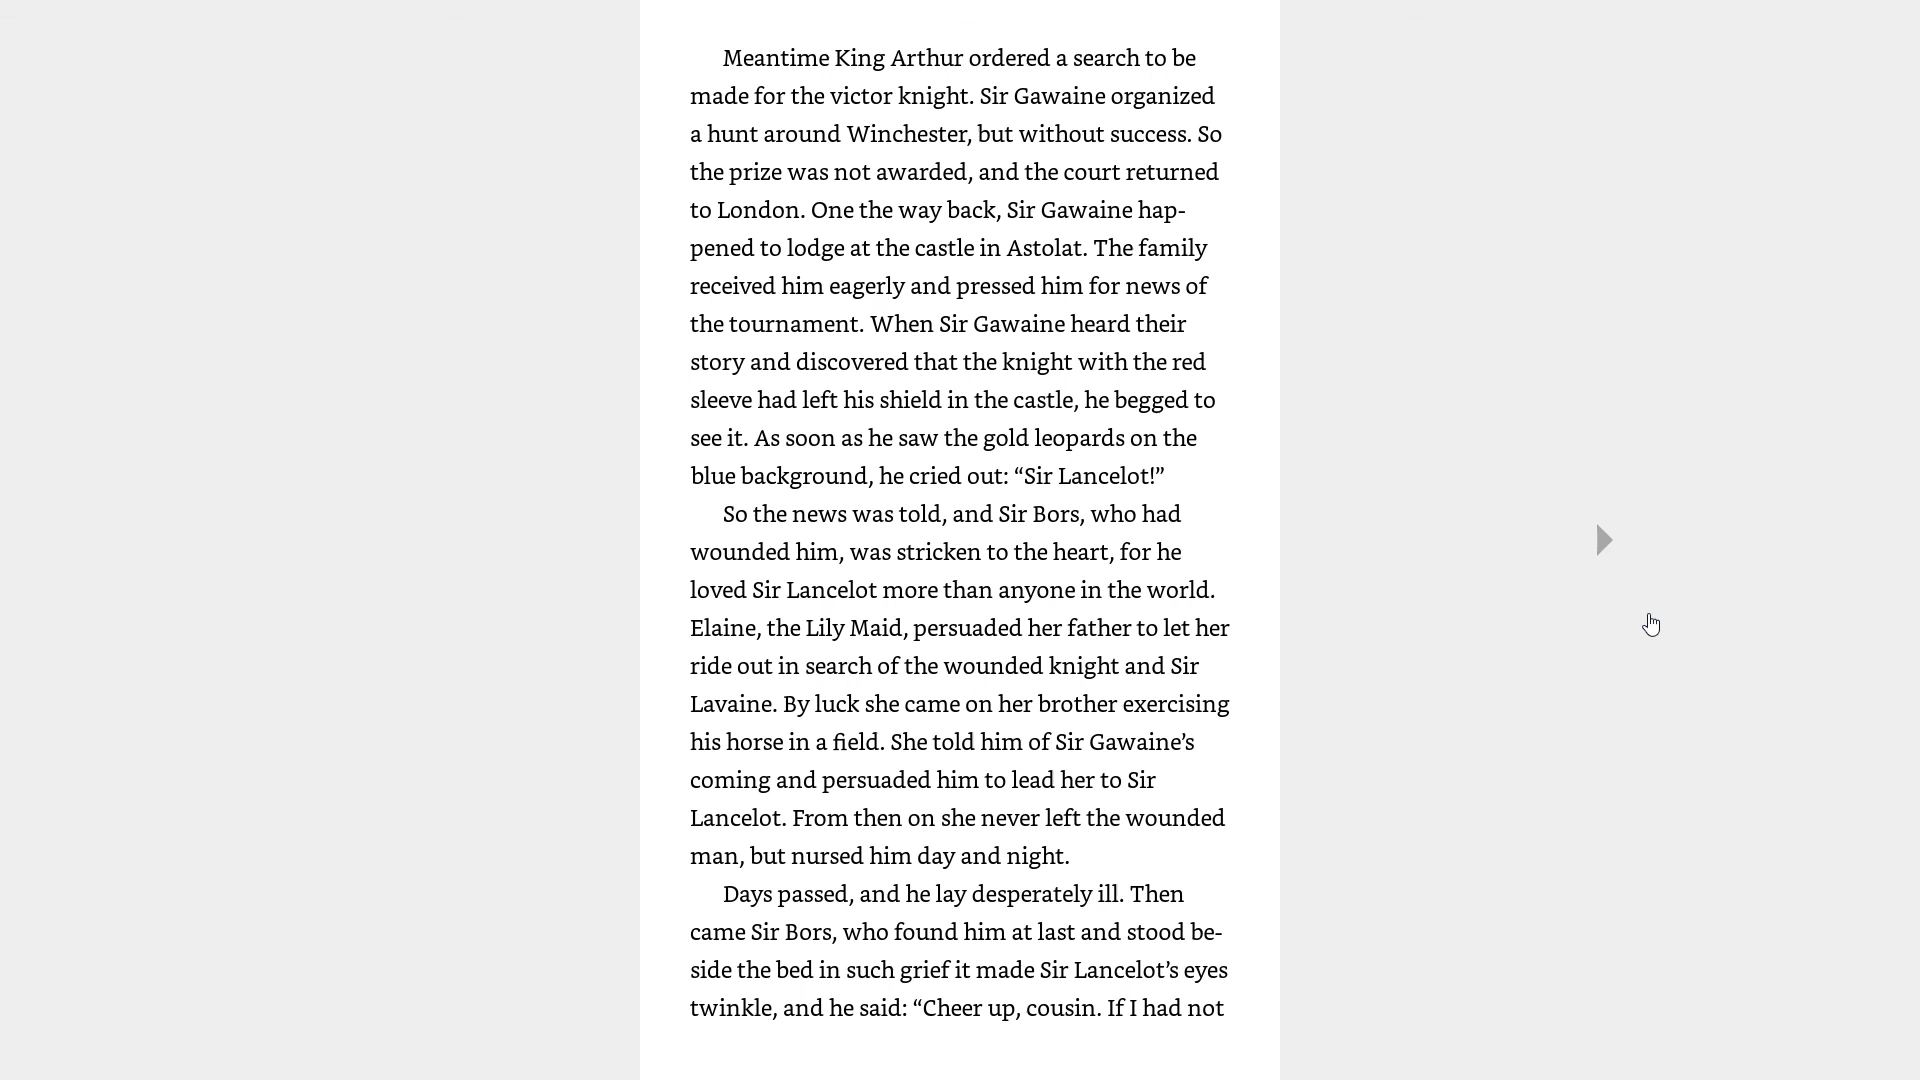 Meantime King Arthur ordered a search to be
made for the victor knight. Sir Gawaine organized
a hunt around Winchester, but without success. So
the prize was not awarded, and the court returned
to London. One the way back, Sir Gawaine hap-
pened to lodge at the castle in Astolat. The family
received him eagerly and pressed him for news of
the tournament. When Sir Gawaine heard their
story and discovered that the knight with the red
sleeve had left his shield in the castle, he begged to
see it. As soon as he saw the gold leopards on the
blue background, he cried out: “Sir Lancelot!”
So the news was told, and Sir Bors, who had
wounded him, was stricken to the heart, for he
loved Sir Lancelot more than anyone in the world.
Elaine, the Lily Maid, persuaded her father to let her
ride out in search of the wounded knight and Sir
Lavaine. By luck she came on her brother exercising
his horse in a field. She told him of Sir Gawaine’s
coming and persuaded him to lead her to Sir
Lancelot. From then on she never left the wounded
man, but nursed him day and night.
Days passed, and he lay desperately ill. Then
came Sir Bors, who found him at last and stood be-
side the bed in such grief it made Sir Lancelot’s eyes
twinkle, and he said: “Cheer up, cousin. If I had not